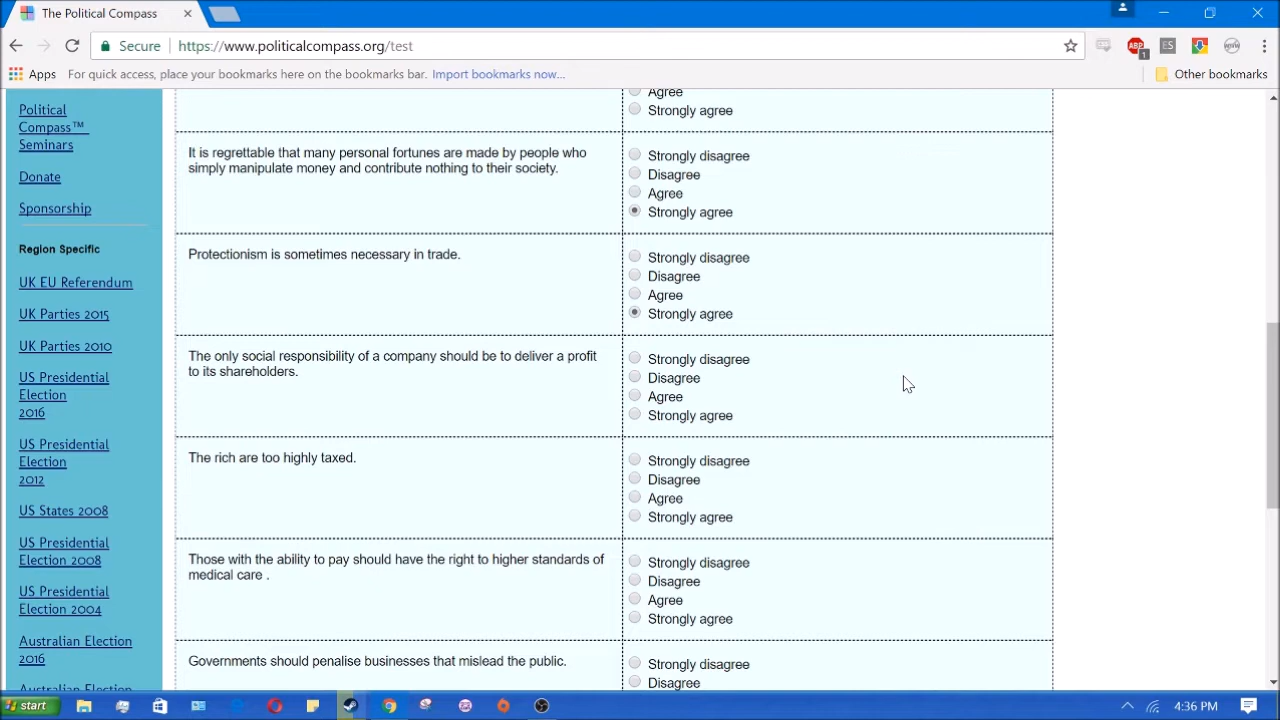 The Political Compass
Secure
https://www.politicalcompass.org/test
ABP
1
ES
Apps
For quick access, place your bookmarks here on the bookmarks bar. Import bookmarks now...
Other bookmarks
Political
Compass™
Seminars
Donate
Sponsorship
Region Specific
UK EU Referendum
UK Parties 2015
UK Parties 2010
US Presidential
Election
2016
US Presidential
Election
2012
US States 2008
US Presidential
Election 2008
US Presidential
Election 2004
Australian Election
2016
Australian Election
Agree
Strongly agree
It is regrettable that many personal fortunes are made by people who
simply manipulate money and contribute nothing to their society.
Strongly disagree
Disagree
Agree
Strongly agree
Protectionism is sometimes necessary in trade.
Strongly disagree
Disagree
Agree
Strongly agree
The only social responsibility of a company should be to deliver a profit
to its shareholders.
Strongly disagree
Disagree
Agree
Strongly agree
The rich are too highly taxed.
Strongly disagree
Disagree
Agree
Strongly agree
Those with the ability to pay should have the right to higher standards of
medical care .
Strongly disagree
Disagree
Agree
Strongly agree
Governments should penalise businesses that mislead the public.
Strongly disagree
Disagree
start
4:36 PM